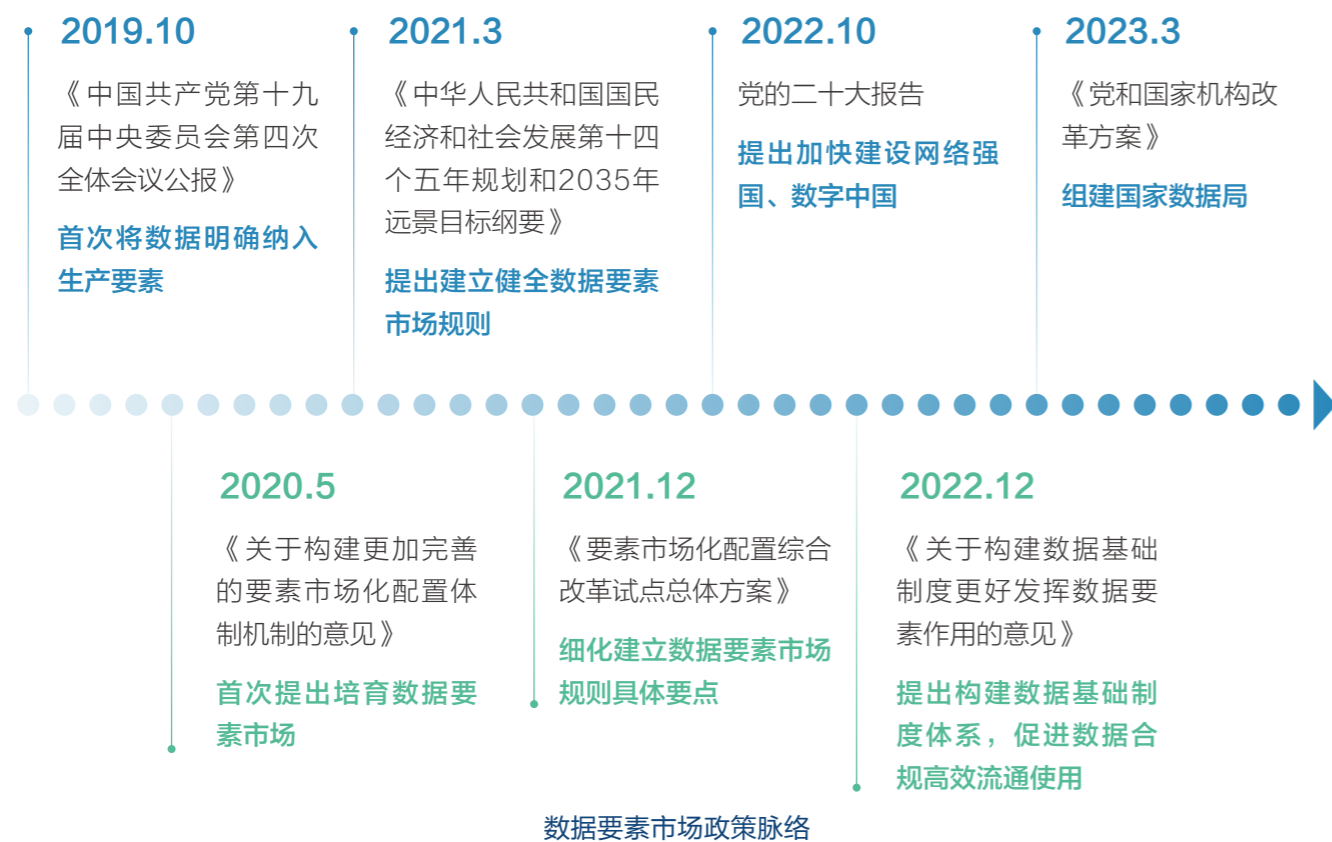 2019.10
《中国共产党第十九
届中央委员会第四次
全体会议公报》
首次将数据明确纳入
生产要素
2021.3
《中华人民共和国国民
经济和社会发展第十四
个五年规划和2035年
远景目标纲要》
提出建立健全数据要素
市场规则
2022.10
党的二十大报告
提出加快建设网络强
国、数字中国
2023.3
《党和国家机构改
革方案》
组建国家数据局
2020.5
《关于构建更加完善
的要素市场化配置体
制机制的意见》
首次提出培育数据要
素市场
2021.12
《要素市场化配置综合
改革试点总体方案》
细化建立数据要素市场
规则具体要点
2022.12
《关于构建数据基础
制度更好发挥数据要
素作用的意见》
提出构建数据基础制
度体系，促进数据合
规高效流通使用
数据要素市场政策脉络